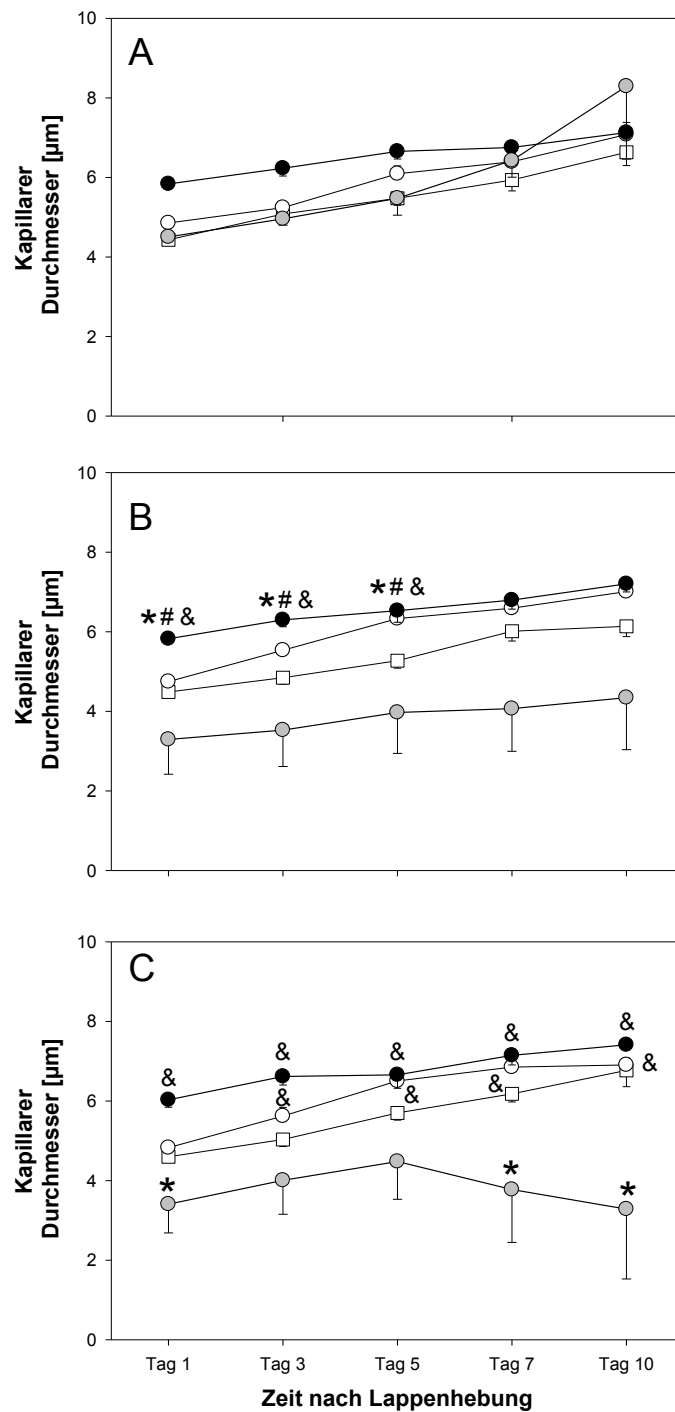 10
A
8
6
4
2
0
Kapillarer
Durchmesser [µm]
10
B
8
* # & * # & * # &
6
4
2
0
Kapillarer
Durchmesser [µm]
10
C
8
& & & & &
& & & &
6
4
* * *
2
0
Kapillarer
Durchmesser [µm]
Tag 1 Tag 3 Tag 5 Tag 7 Tag 10
Zeit nach Lappenhebung